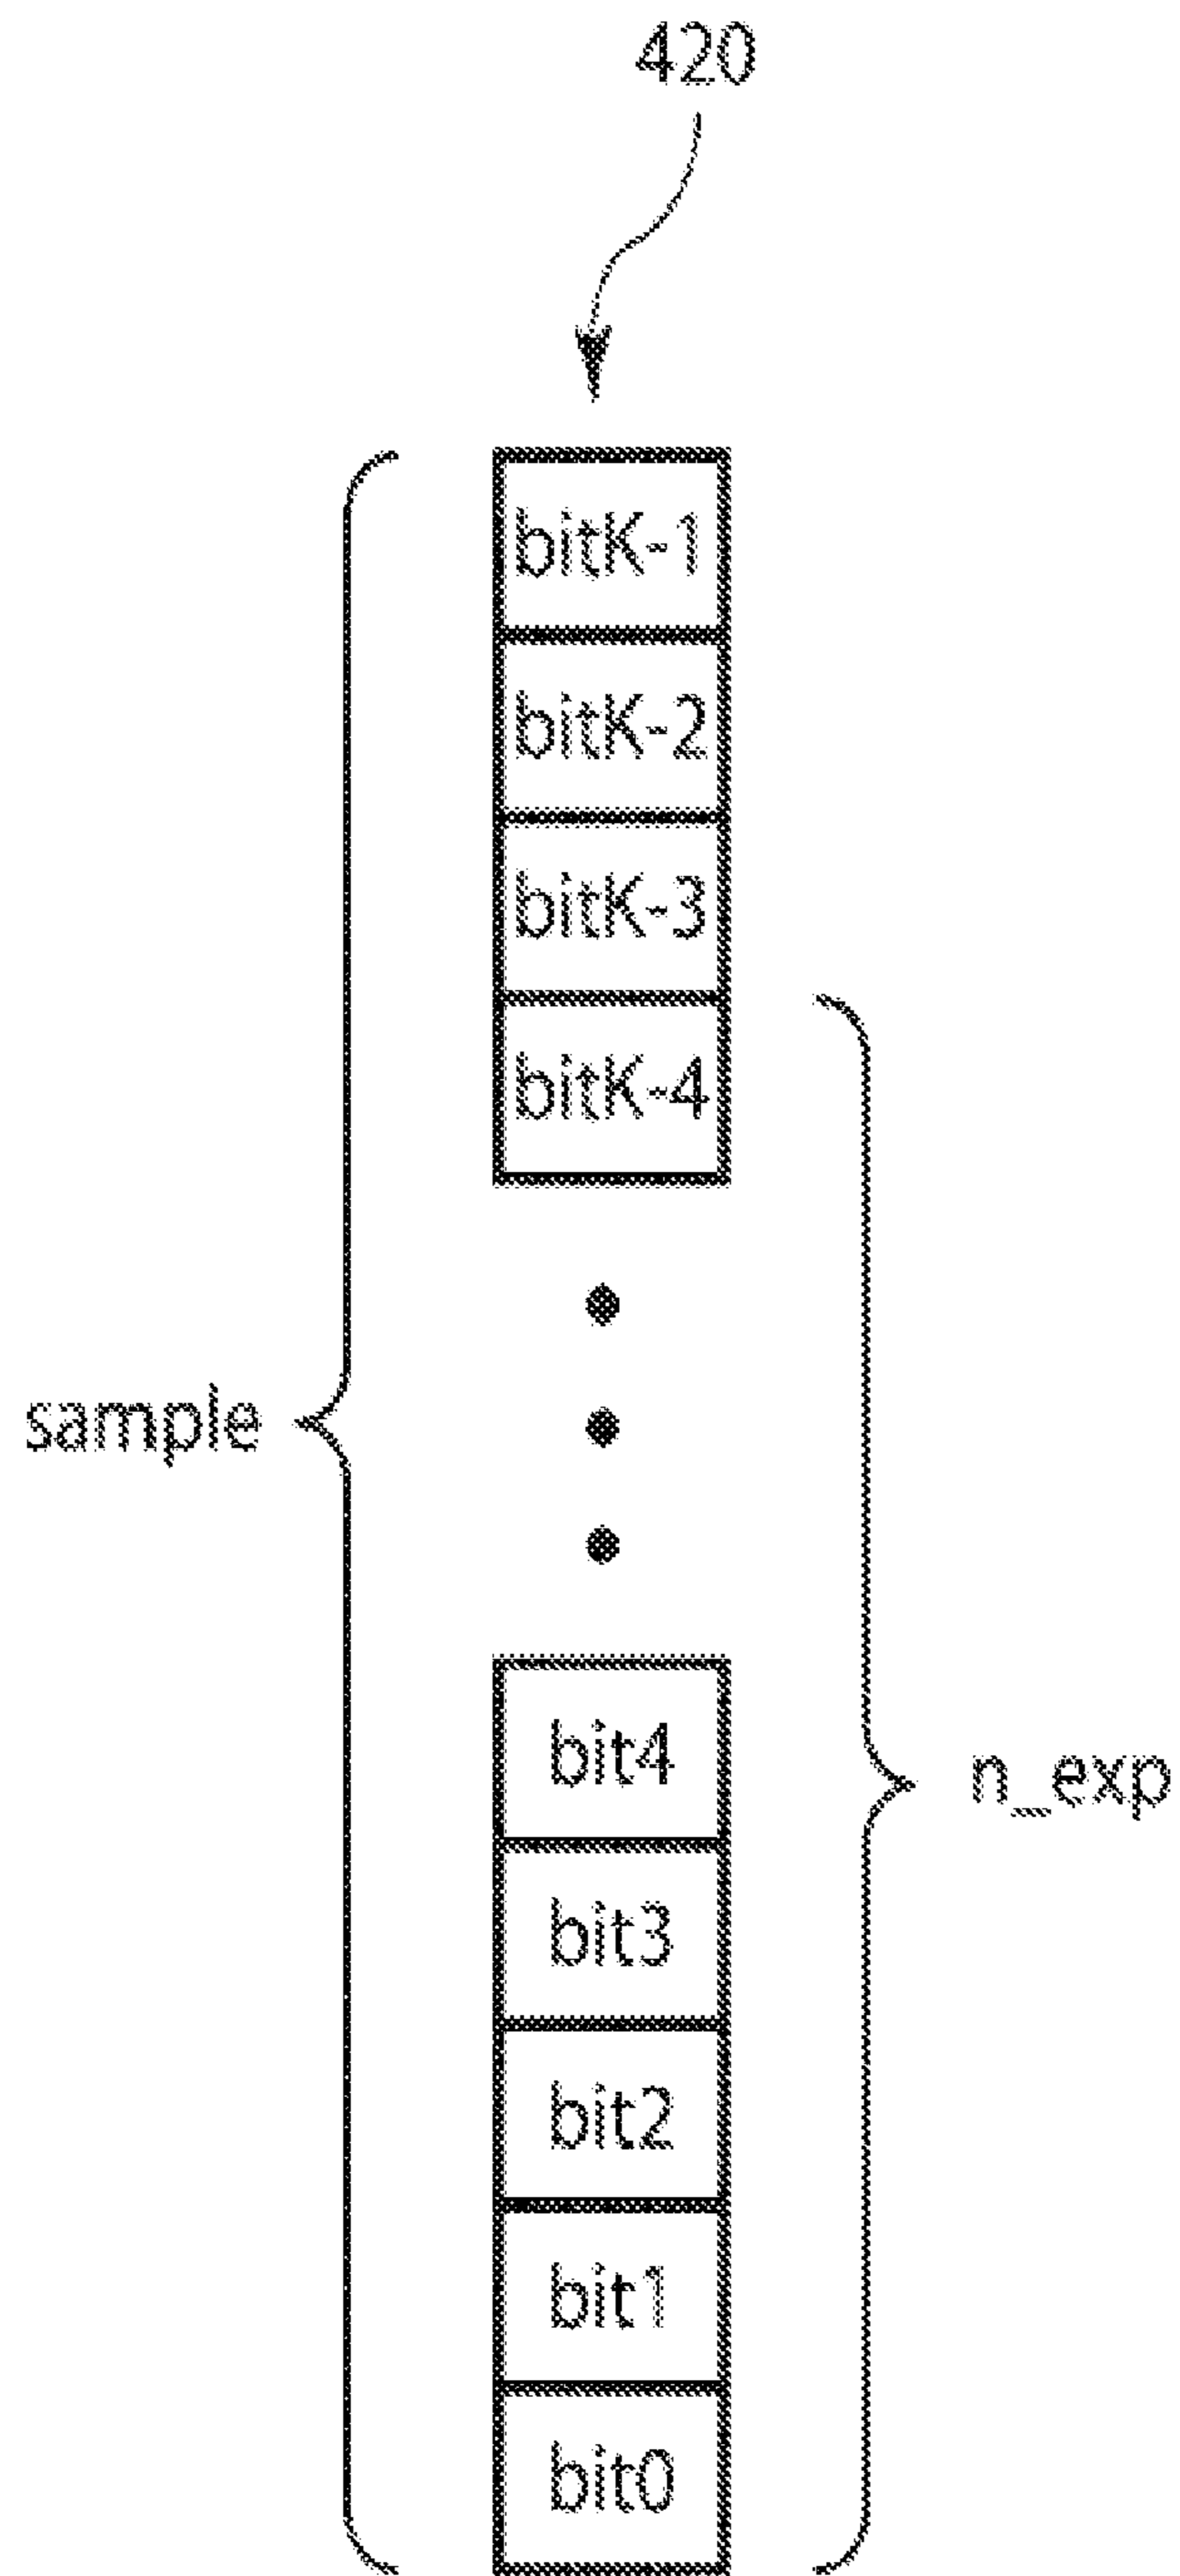 420
bitK-1
bitK-2
bitK-3
bitK-4
sample
bit4
n_exp
bit3
bit2
bit1
bit0